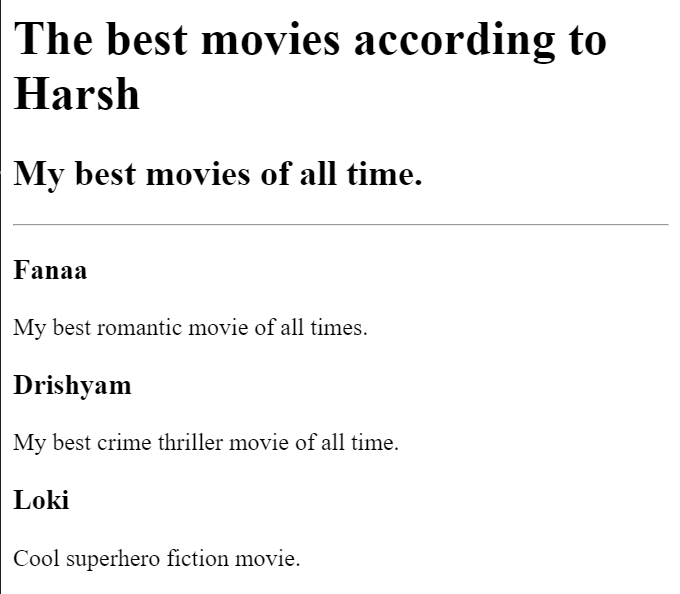 The best movies according to
Harsh
My best movies of all time.
Fanaa
My best romantic movie of all times.
Drishyam
My best crime thriller movie of all time.
Loki
Cool superhero fiction movie.